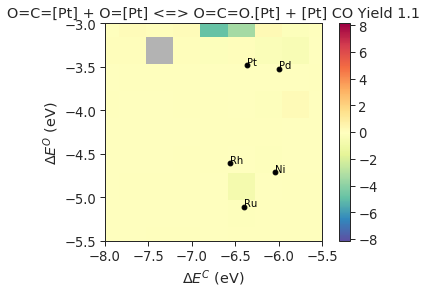 O=C=[Pt] + O=[Pt] <=> O=C=O.[Pt] + [Pt] CO Yield 1.1
−3.0
−3.5
−4.0
−4.5
−5.0
−5.5
ΔE^O (eV)
Pt
Pd
Rh
Ni
Ru
−8.0 −7.5 −7.0 −6.5 −6.0 −5.5
ΔE^C (eV)
8
6
4
2
0
−2
−4
−6
−8